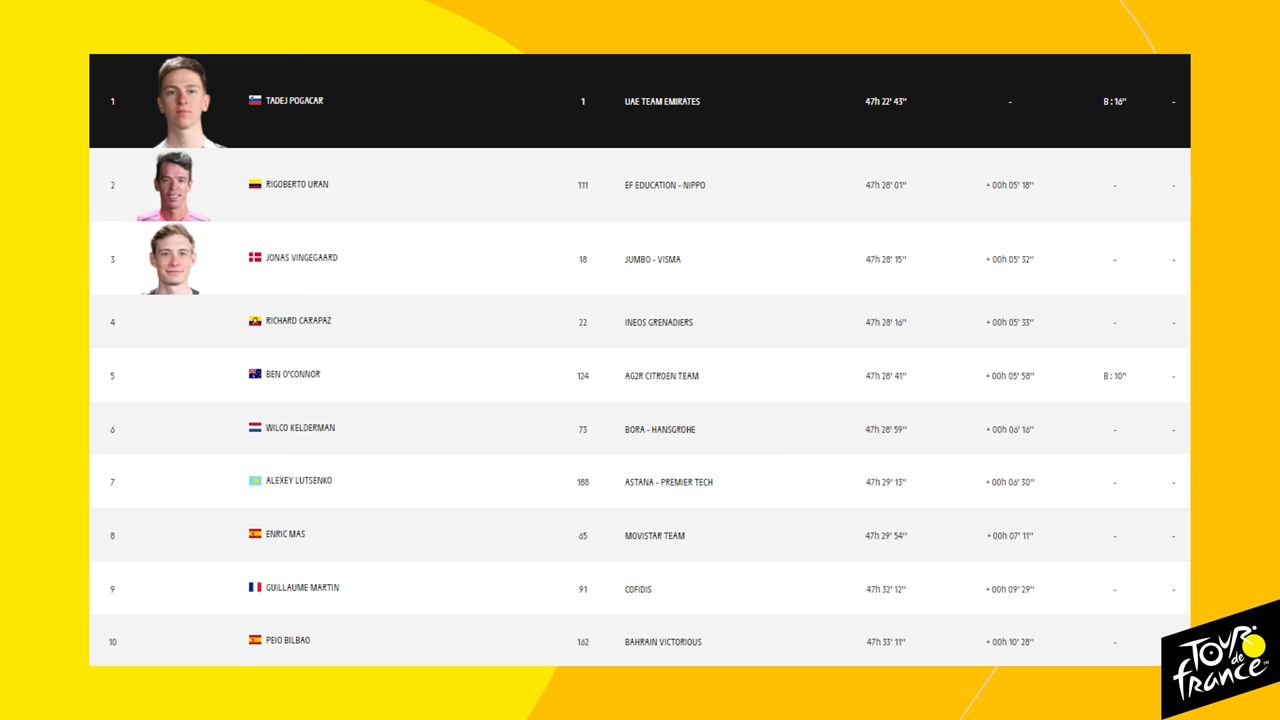 1 TADEJ POGACAR 1 UAE TEAM EMIRATES 47h 22' 43'' - B : 16'' -
2 RIGOBERTO URAN 111 EF EDUCATION - NIPPO 47h 28' 01'' + 00h 05' 18'' - -
3 JONAS VINGEGAARD 18 JUMBO - VISMA 47h 28' 15'' + 00h 05' 32'' - -
4 RICHARD CARAPAZ 22 INEOS GRENADIERS 47h 28' 16'' + 00h 05' 33'' - -
5 BEN O'CONNOR 124 AG2R CITROEN TEAM 47h 28' 41'' + 00h 05' 58'' B : 10'' -
6 WILCO KELDERMAN 73 BORA - HANSGROHE 47h 28' 59'' + 00h 06' 16'' - -
7 ALEXEY LUTSENKO 188 ASTANA - PREMIER TECH 47h 29' 13'' + 00h 06' 30'' - -
8 ENRIC MAS 65 MOVISTAR TEAM 47h 29' 54'' + 00h 07' 11'' - -
9 GUILLAUME MARTIN 91 COFIDIS 47h 32' 12'' + 00h 09' 29'' - -
10 PEIO BILBAO 162 BAHRAIN VICTORIOUS 47h 33' 11'' + 00h 10' 28'' - -
TOUR
de
france™